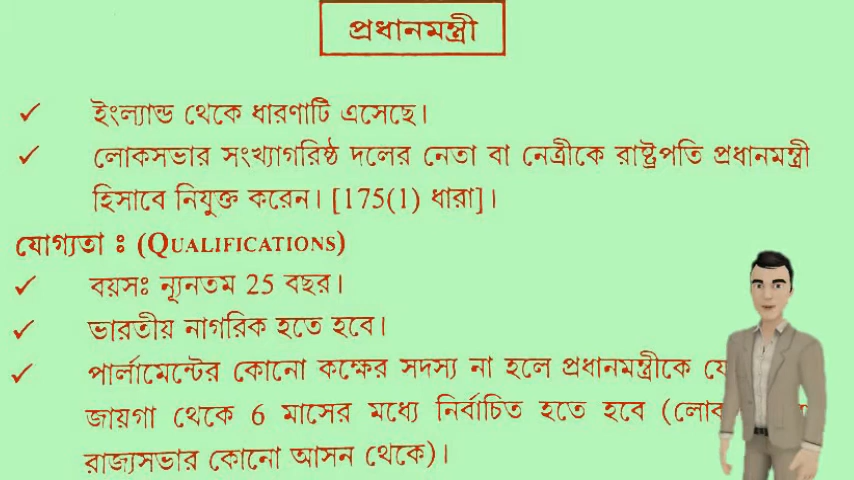 প্রধানমন্ত্রী
✓ ইংল্যান্ড থেকে ধারণাটি এসেছে।
✓ লোকসভার সংখ্যাগরিষ্ঠ দলের নেতা বা নেত্রীকে রাষ্ট্রপতি প্রধানমন্ত্রী
হিসাবে নিযুক্ত করেন। [175(1) ধারা]।
যোগ্যতা ঃ (QUALIFICATIONS)
✓ বয়সঃ ন্যূনতম 25 বছর।
✓ ভারতীয় নাগরিক হতে হবে।
✓ পার্লামেন্টের কোনো কক্ষের সদস্য না হলে প্রধানমন্ত্রীকে
জায়গা থেকে 6 মাসের মধ্যে নির্বাচিত হতে হবে
রাজ্যসভার কোনো আসন থেকে)।